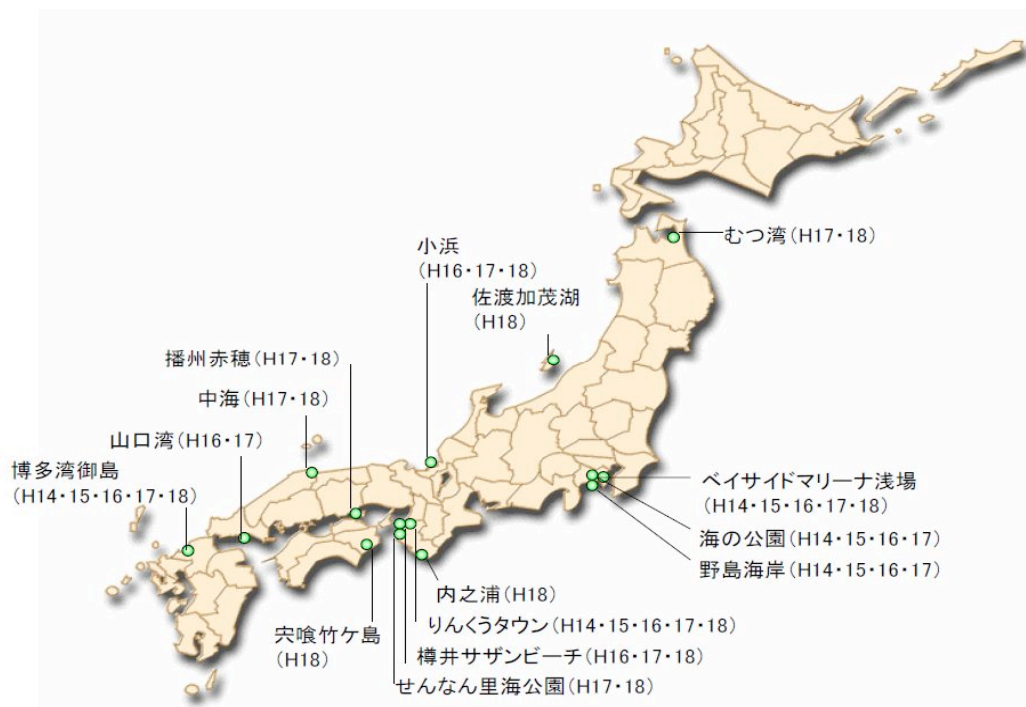 むつ湾(H17・18)
小浜
(H16・17・18)
佐渡加茂湖
(H18)
播州赤穂(H17・18)
中海(H17・18)
山口湾(H16・17)
博多湾御島
(H14・15・16・17・18)
ベイサイドマリーナ浅場
(H14・15・16・17・18)
海の公園(H14・15・16・17)
野島海岸(H14・15・16・17)
内之浦(H18)
りんくうタウン(H14・15・16・17・18)
宍喰竹ケ島
(H18)
樽井サザンビーチ(H16・17・18)
せんなん里海公園(H17・18)